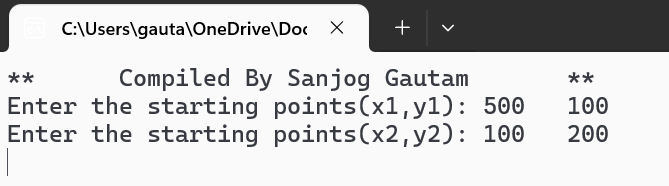 C:\Users\gauta\OneDrive\Doc
**      Compiled By Sanjog Gautam       **
Enter the starting points(x1,y1): 500   100
Enter the starting points(x2,y2): 100   200